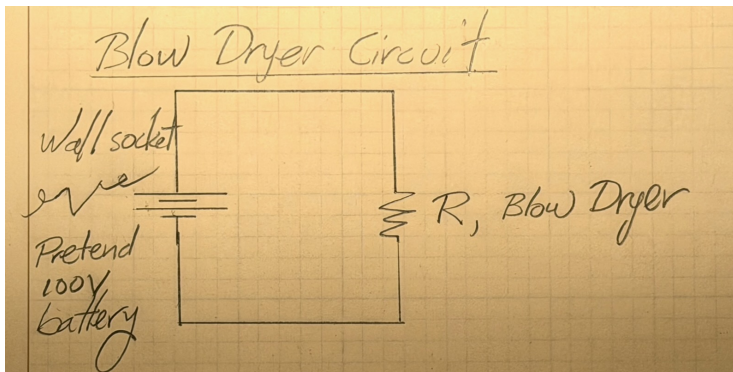 Blow Dryer Circuit
Wall socket
R, Blow Dryer
Pretend
100V
battery